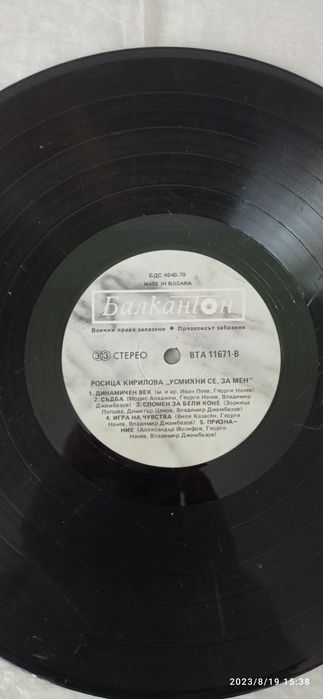 БДС 4848-79
MADE IN BULGARIA
Балкантон
Всички права запазени • Презаписът забранен
33 СТЕРЕО
ВТА 11671-В
РОСИЦА КИРИЛОВА „УСМИХНИ СЕ, ЗА МЕН"
1. ДИНАМИЧЕН ВЕК (м. и ар. Иван Пеев, Георги Начев)
2. СЪДБА (Морис Аладжем, Георги Начев, Владимир
Джамбазов) 3. СПОМЕН ЗА БЕЛИ КОНЕ (Зорница
Попова, Димитър Ценов, Владимир Джамбазов)
4. ИГРА НА ЧУВСТВА (Вили Казасян, Георги
Начев, Владимир Джамбазов) 5. ПРИЗНА-
НИЕ (Александър Йосифов, Георги
Начев, Владимир Джамбазов)
2023/8/19 15:38